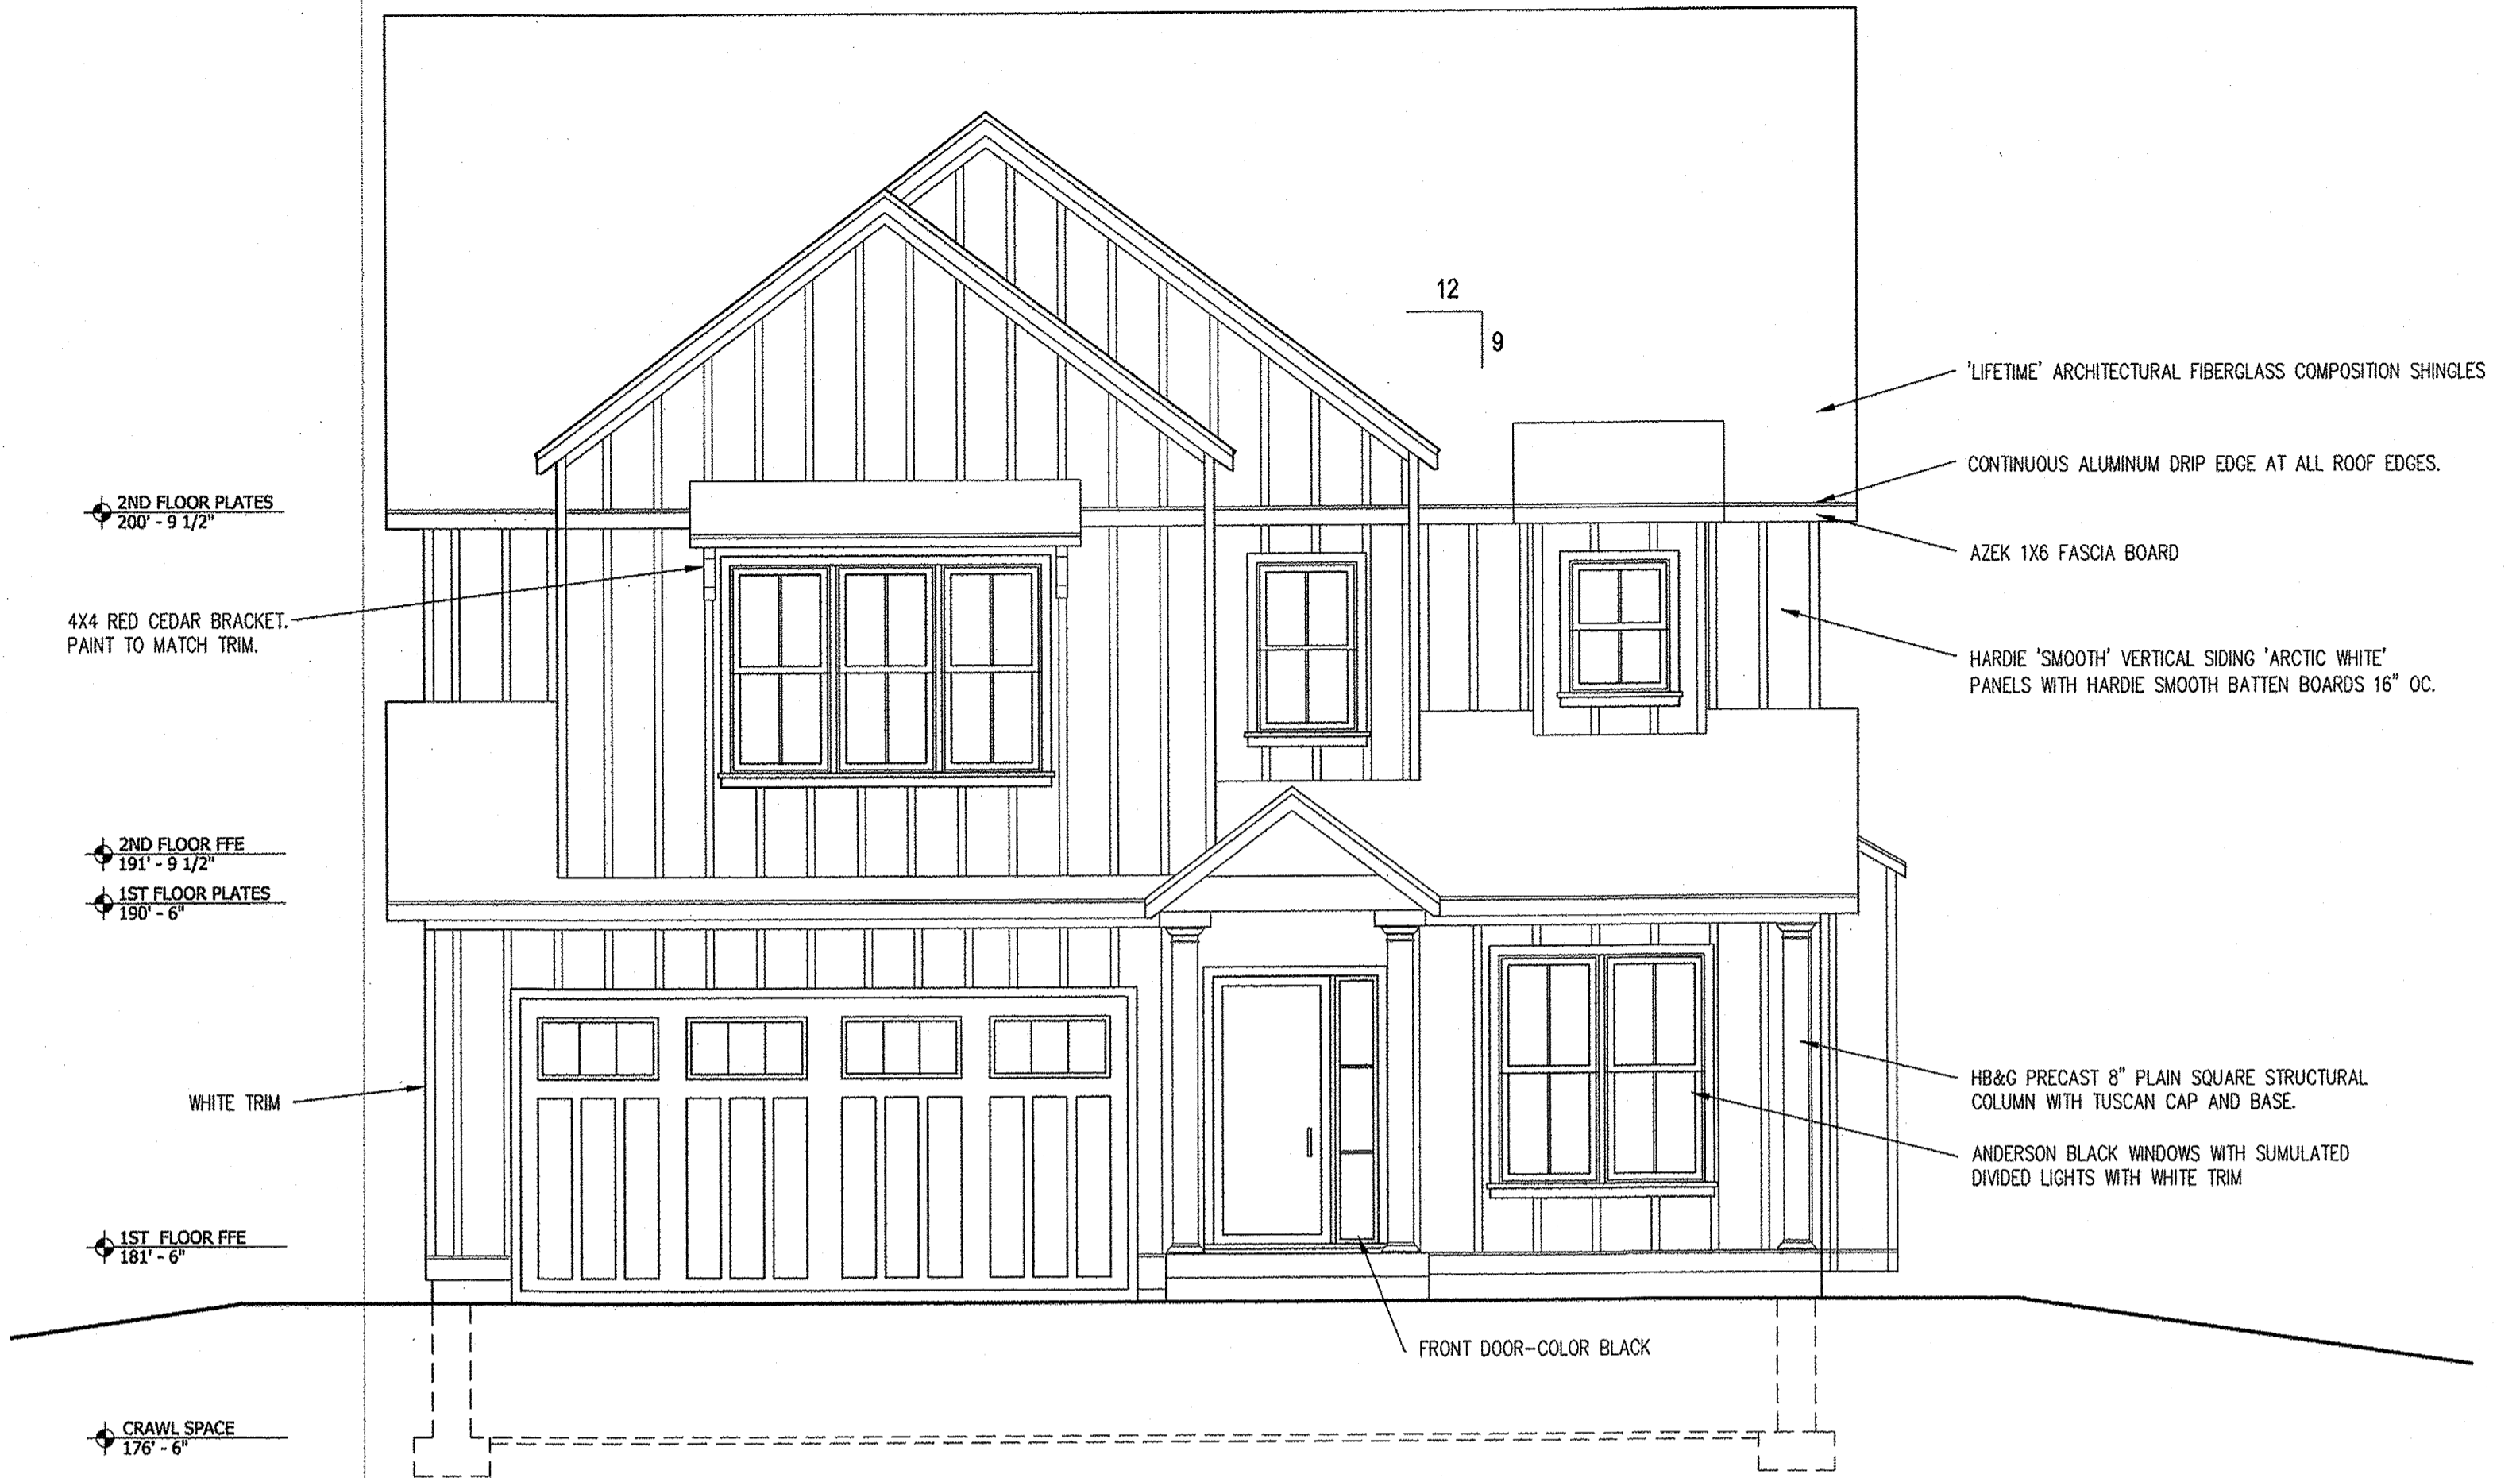 12
9
'LIFETIME' ARCHITECTURAL FIBERGLASS COMPOSITION SHINGLES
CONTINUOUS ALUMINUM DRIP EDGE AT ALL ROOF EDGES.
2ND FLOOR PLATES
200' - 9 1/2"
AZEK 1X6 FASCIA BOARD
4X4 RED CEDAR BRACKET.
PAINT TO MATCH TRIM.
HARDIE 'SMOOTH' VERTICAL SIDING 'ARCTIC WHITE'
PANELS WITH HARDIE SMOOTH BATTEN BOARDS 16" OC.
2ND FLOOR FFE
191' - 9 1/2"
1ST FLOOR PLATES
190' - 6"
WHITE TRIM
HB&G PRECAST 8" PLAIN SQUARE STRUCTURAL
COLUMN WITH TUSCAN CAP AND BASE.
ANDERSON BLACK WINDOWS WITH SUMULATED
DIVIDED LIGHTS WITH WHITE TRIM
1ST FLOOR FFE
181' - 6"
FRONT DOOR-COLOR BLACK
CRAWL SPACE
176' - 6"